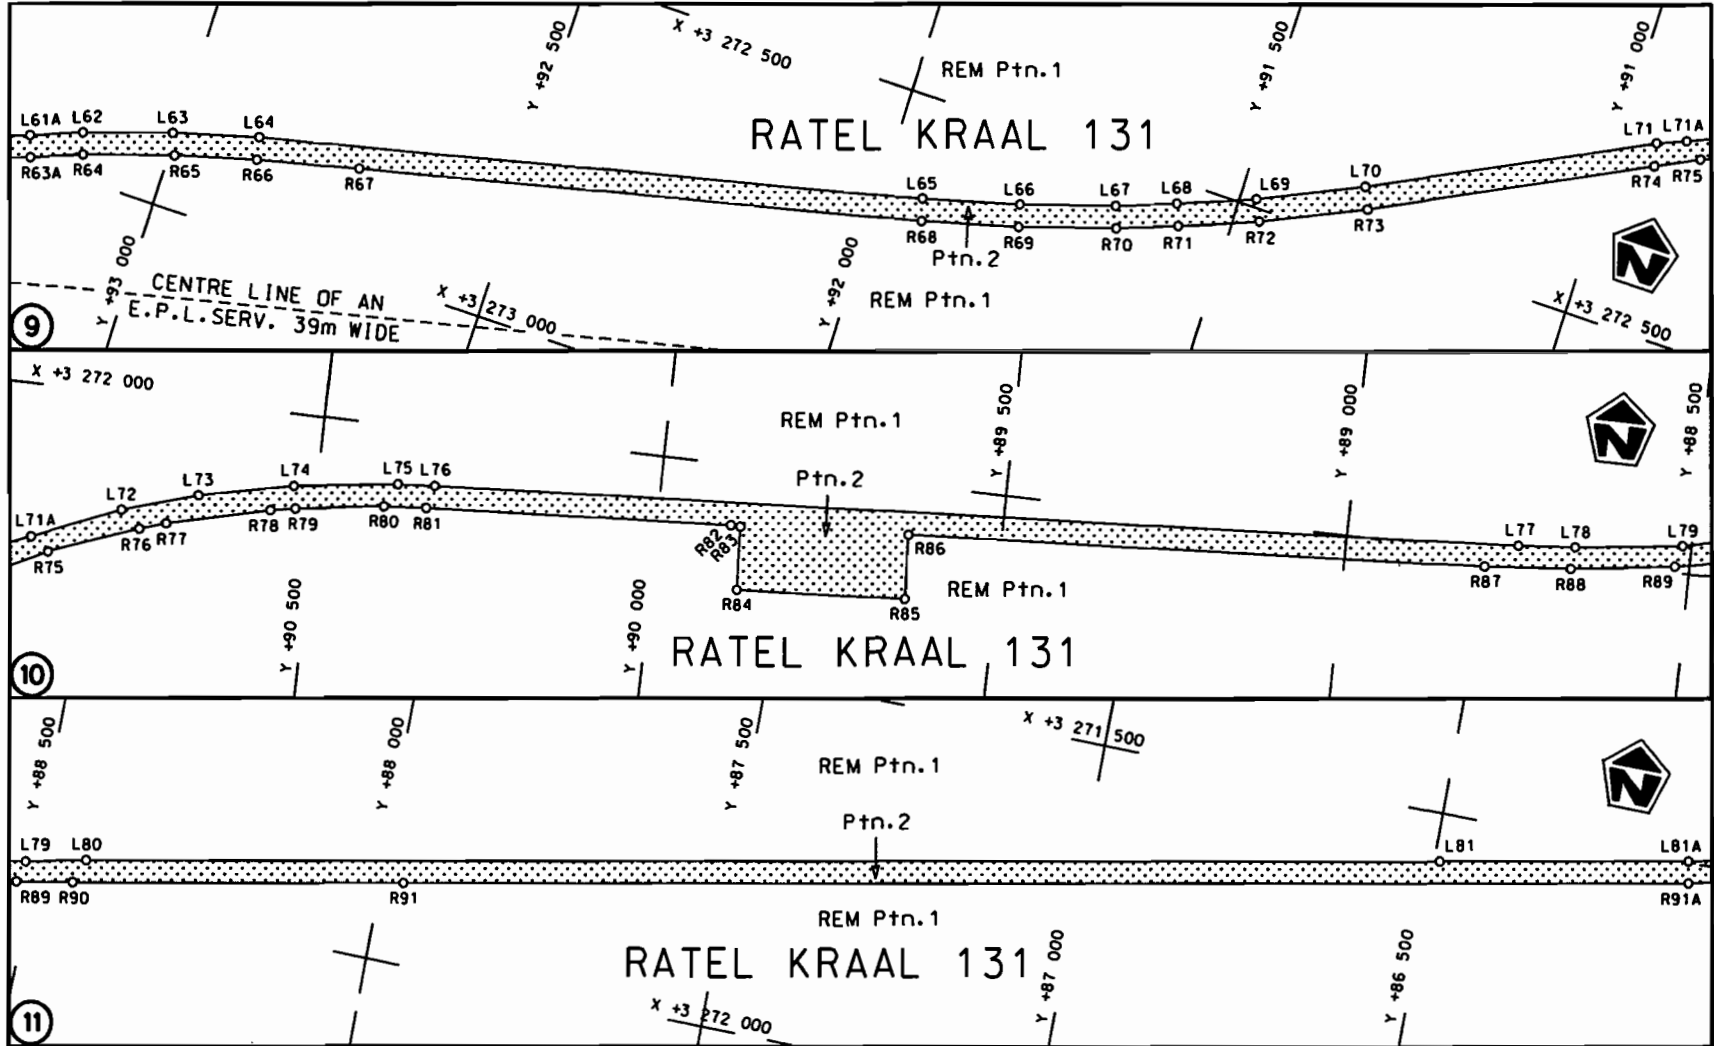 Y +92 500
X +3 272 500
Y +91 500
Y +91 000
REM Ptn.1
RATEL KRAAL 131
L61A L62 L63 L64
L71 L71A
R63A R64 R65 R66 R67
L65 L66 L67 L68 L69 L70
R74 R75
R68 R69 R70 R71 R72 R73
Ptn.2
REM Ptn.1
N
Y +93 000
CENTRE LINE OF AN
E.P.L.SERV. 39m WIDE
X +3 273 000
Y +92 000
X +3 272 500
9
X +3 272 000
REM Ptn.1
Y +89 500
Y +89 000
Y +88 500
N
Ptn.2
L71A L72 L73 L74 L75 L76
L77 L78 L79
R75 R76 R77 R78 R79 R80 R81 R82 R83
R86
R87 R88 R89
R84 R85
REM Ptn.1
Y +90 500
Y +90 000
RATEL KRAAL 131
10
Y +88 500
Y +88 000
Y +87 500
X +3 271 500
REM Ptn.1
N
Ptn.2
L79 L80
L81 L81A
R89 R90 R91
R91A
REM Ptn.1
RATEL KRAAL 131
Y +87 000
Y +86 500
X +3 272 000
11